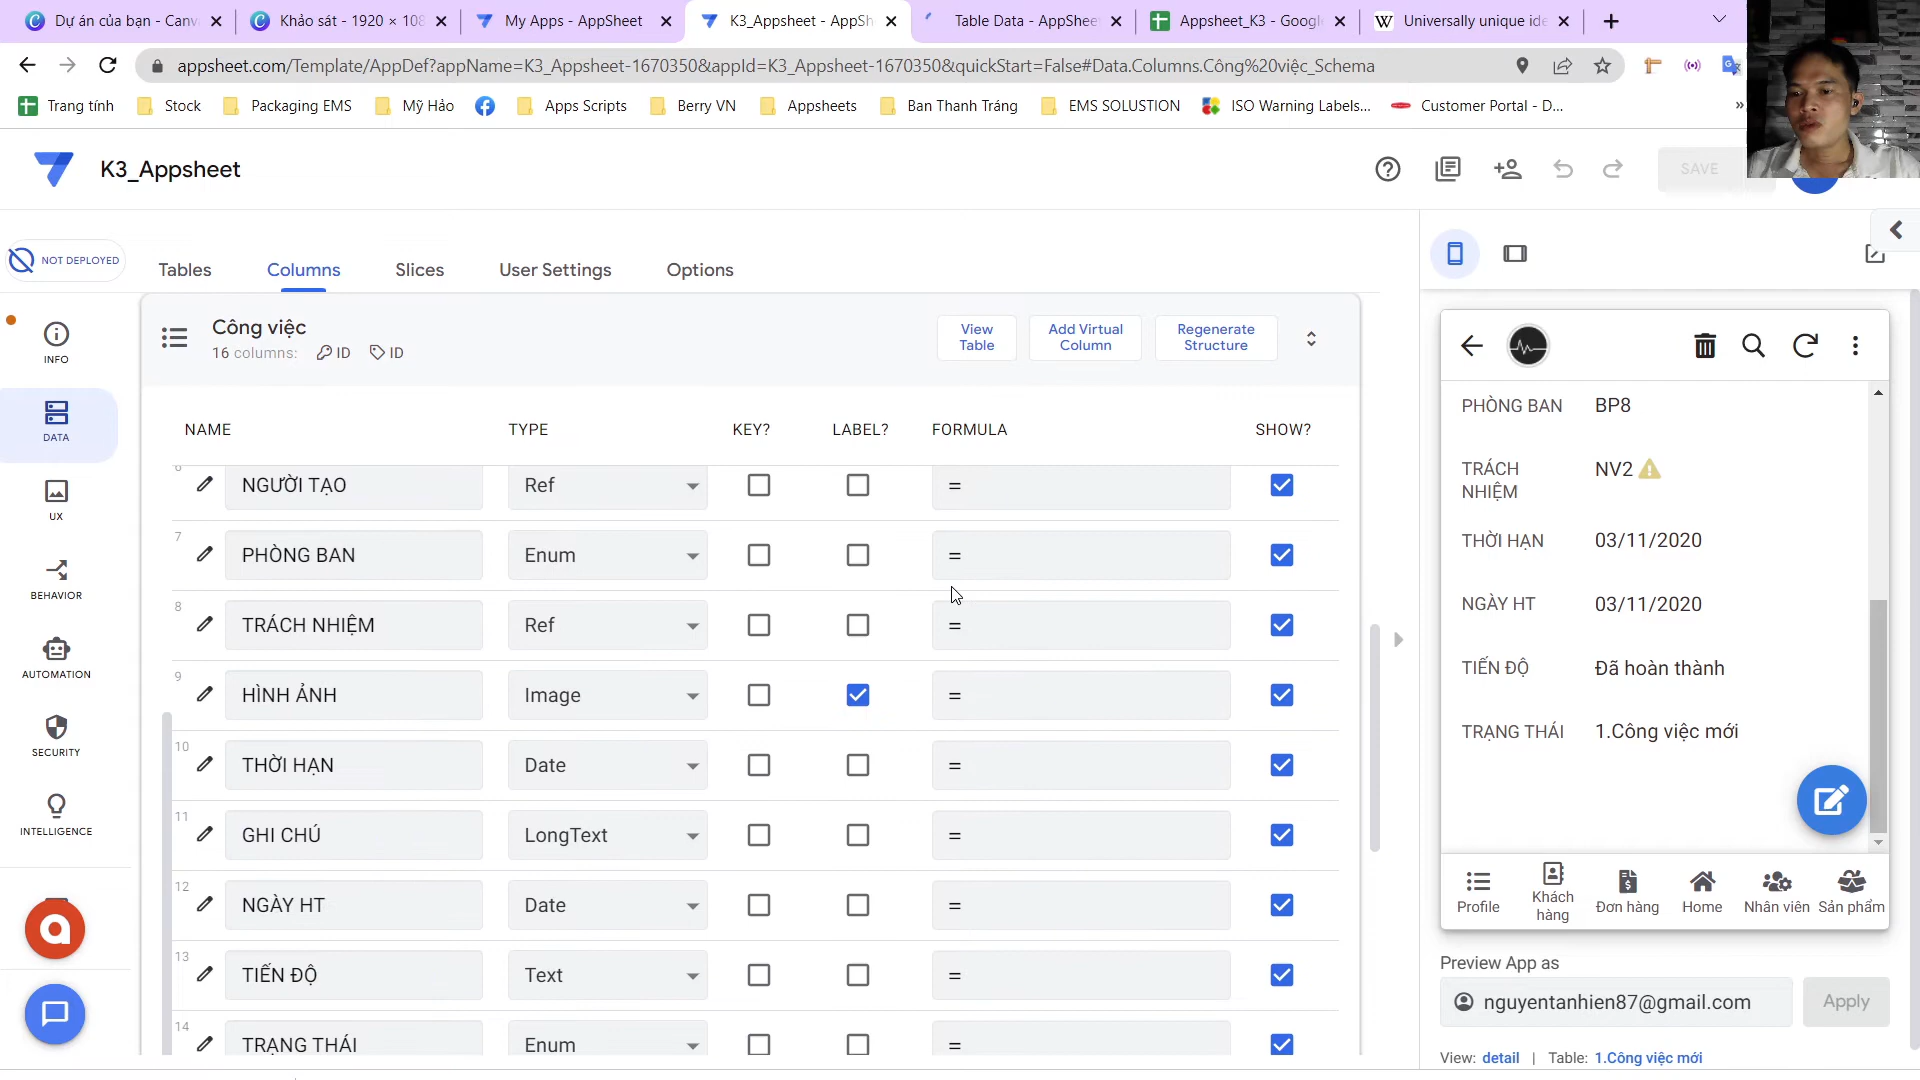 Dự án của bạn - Canv
Khảo sát - 1920 × 108
My Apps - AppSheet
K3_Appsheet - AppSh
Table Data - AppSheet
Appsheet_K3 - Google
Universally unique ide
appsheet.com/Template/AppDef?appName=K3_Appsheet-1670350&appId=K3_Appsheet-1670350&quickStart=False#Data.Columns.Công%20việc_Schema
Trang tính
Stock
Packaging EMS
Mỹ Hảo
Apps Scripts
Berry VN
Appsheets
Ban Thanh Tráng
EMS SOLUSTION
ISO Warning Labels...
Customer Portal - D...
»
K3_Appsheet
SAVE
NOT DEPLOYED
Tables
Columns
Slices
User Settings
Options
INFO
DATA
UX
BEHAVIOR
AUTOMATION
SECURITY
INTELLIGENCE
Công việc
16 columns: ID ID
View Table
Add Virtual Column
Regenerate Structure
NAME TYPE KEY? LABEL? FORMULA SHOW?
6 NGƯỜI TẠO Ref =
7 PHÒNG BAN Enum =
8 TRÁCH NHIỆM Ref =
9 HÌNH ẢNH Image =
10 THỜI HẠN Date =
11 GHI CHÚ LongText =
12 NGÀY HT Date =
13 TIẾN ĐỘ Text =
14 TRẠNG THÁI Enum =
PHÒNG BAN BP8
TRÁCH NHIỆM NV2
THỜI HẠN 03/11/2020
NGÀY HT 03/11/2020
TIẾN ĐỘ Đã hoàn thành
TRẠNG THÁI 1.Công việc mới
Profile
Khách hàng
Đơn hàng
Home
Nhân viên
Sản phẩm
Preview App as
nguyentanhien87@gmail.com
Apply
View: detail | Table: 1.Công việc mới